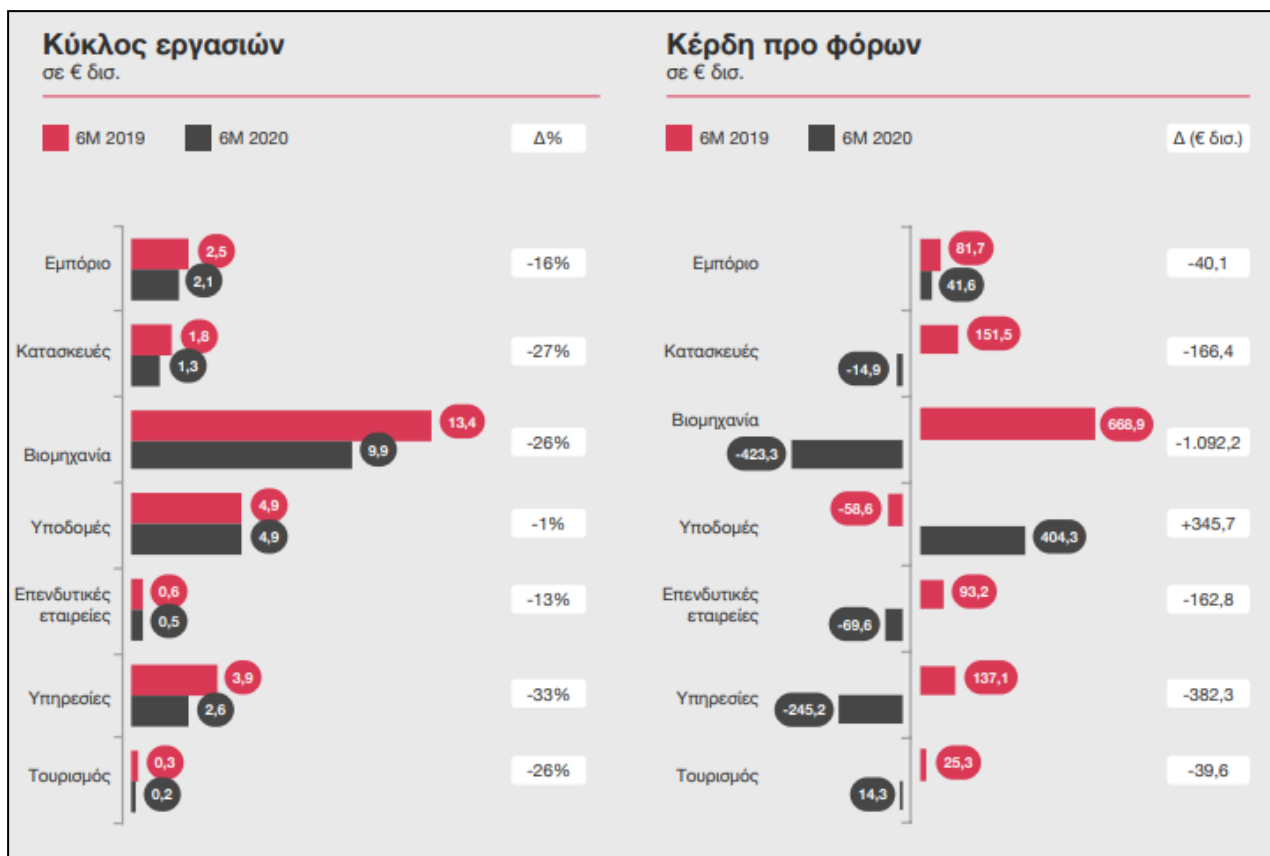 Κύκλος εργασιών
σε € δισ.
6M 2019
6M 2020
Δ%
Εμπόριο
2,5
2,1
-16%
Κατασκευές
1,8
1,3
-27%
Βιομηχανία
13,4
9,9
-26%
Υποδομές
4,9
4,9
-1%
Επενδυτικές
εταιρείες
0,6
0,5
-13%
Υπηρεσίες
3,9
2,6
-33%
Τουρισμός
0,3
0,2
-26%
Κέρδη προ φόρων
σε € δισ.
6M 2019
6M 2020
Δ (€ δισ.)
Εμπόριο
81,7
41,6
-40,1
Κατασκευές
151,5
-14,9
-166,4
Βιομηχανία
668,9
-423,3
-1.092,2
Υποδομές
-58,6
404,3
+345,7
Επενδυτικές
εταιρείες
93,2
-69,6
-162,8
Υπηρεσίες
137,1
-245,2
-382,3
Τουρισμός
25,3
14,3
-39,6